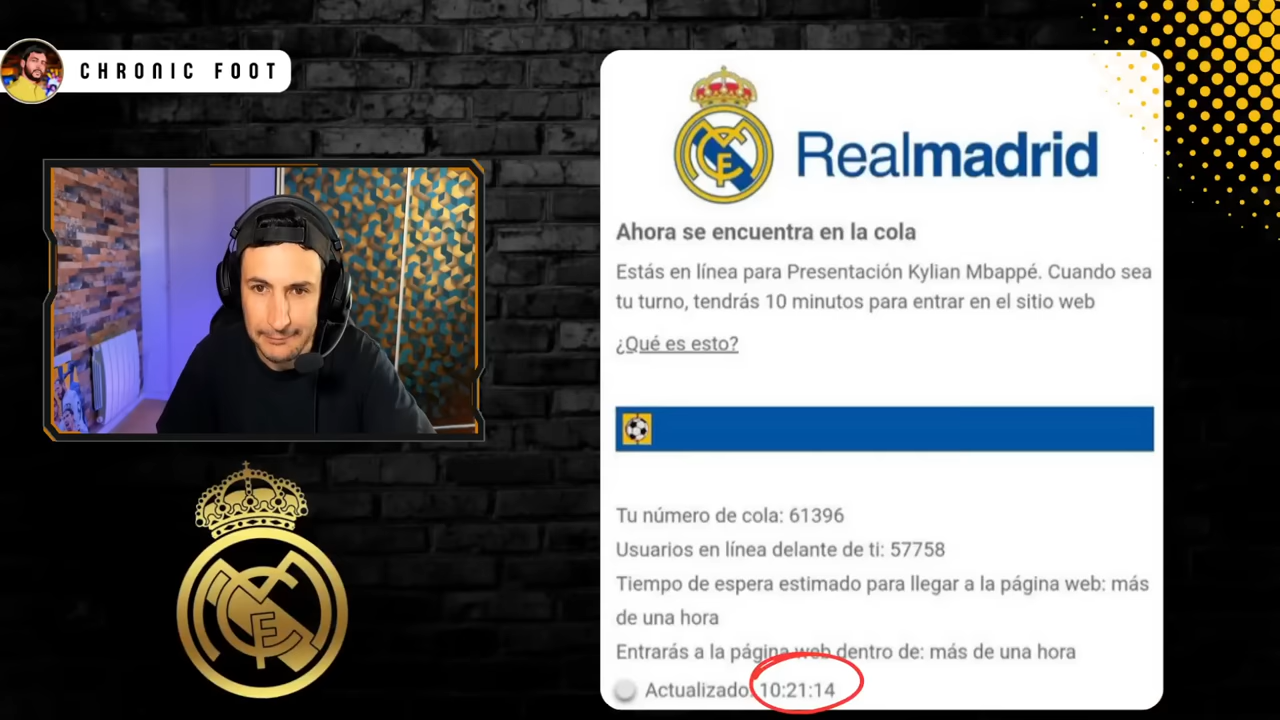 CHRONIC FOOT
Realmadrid
Ahora se encuentra en la cola
Estás en línea para Presentación Kylian Mbappé. Cuando sea
tu turno, tendrás 10 minutos para entrar en el sitio web
¿Qué es esto?
Tu número de cola: 61396
Usuarios en línea delante de ti: 57758
Tiempo de espera estimado para llegar a la página web: más
de una hora
Entrarás a la página web dentro de: más de una hora
Actualizado: 10:21:14